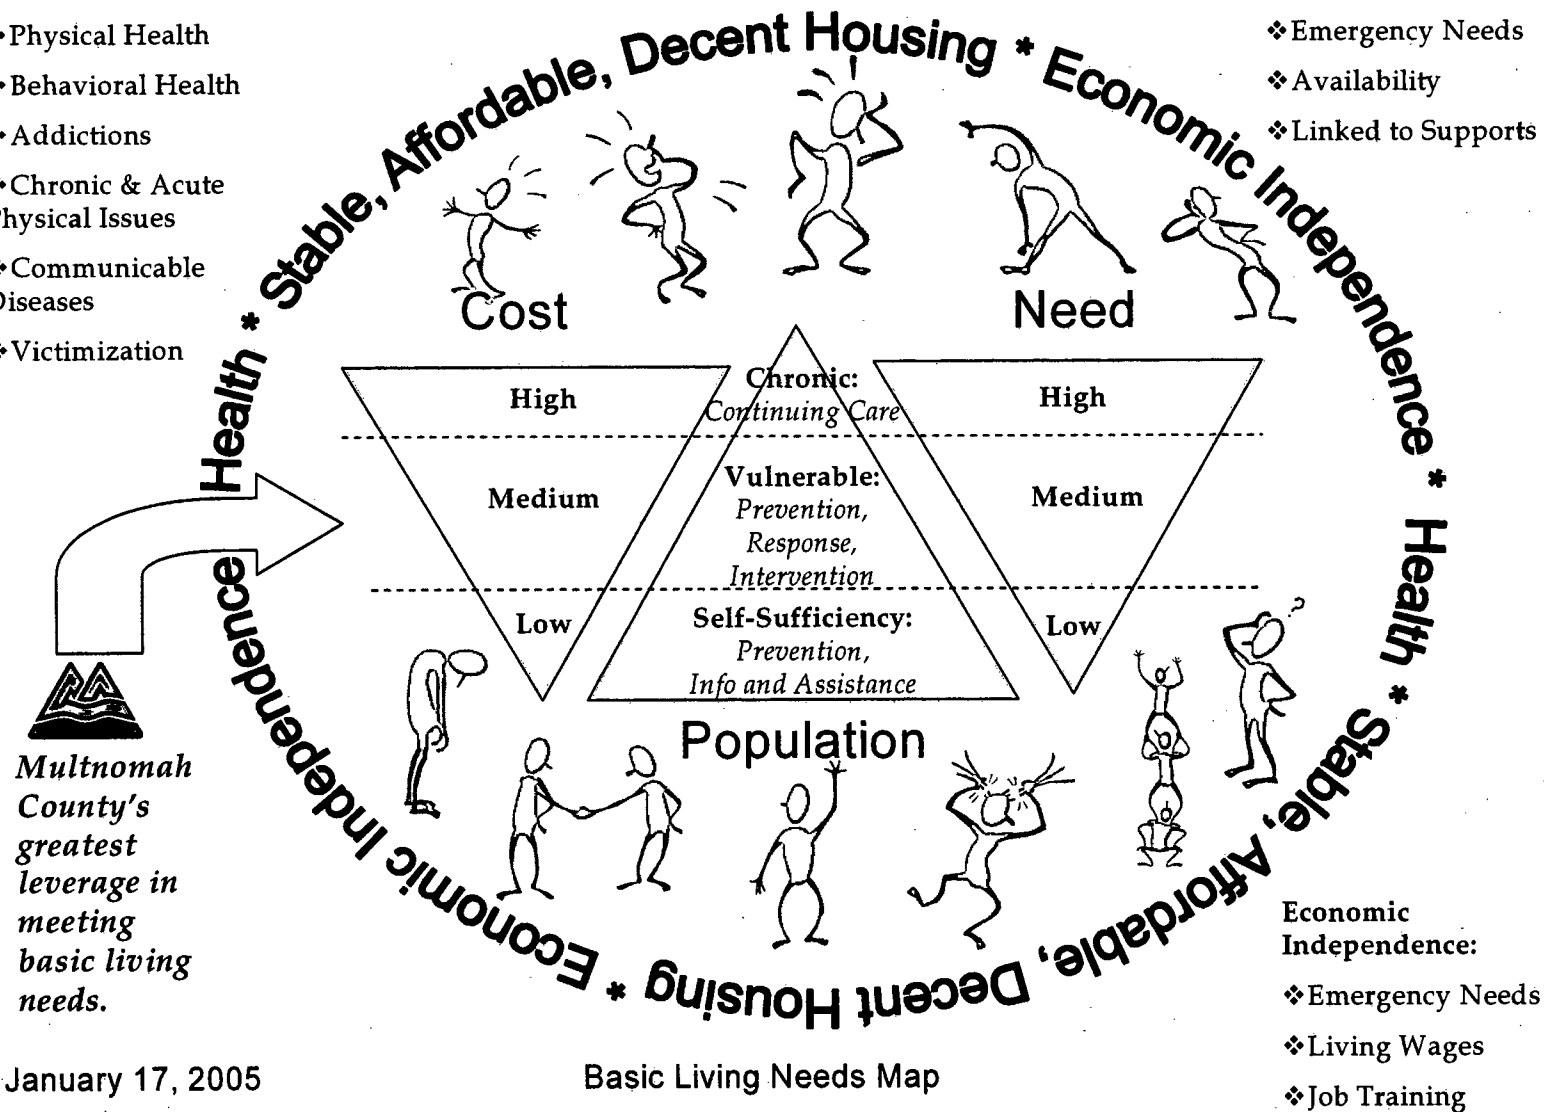 Physical Health
Behavioral Health
Addictions
Chronic & Acute
Physical Issues
Communicable
Diseases
Victimization
❖Emergency Needs
❖Availability
❖Linked to Supports
Health * Stable, Affordable, Decent Housing * Economic Independence * Health * Stable, Affordable, Decent Housing * Economic Independence
Cost
Need
High
Chronic:
Continuing Care
High
Medium
Vulnerable:
Prevention,
Response,
Intervention
Medium
Low
Self-Sufficiency:
Prevention,
Info and Assistance
Low
?
Population
Multnomah
County's
greatest
leverage in
meeting
basic living
needs.
Economic
Independence:
❖Emergency Needs
❖Living Wages
❖Job Training
January 17, 2005
Basic Living Needs Map